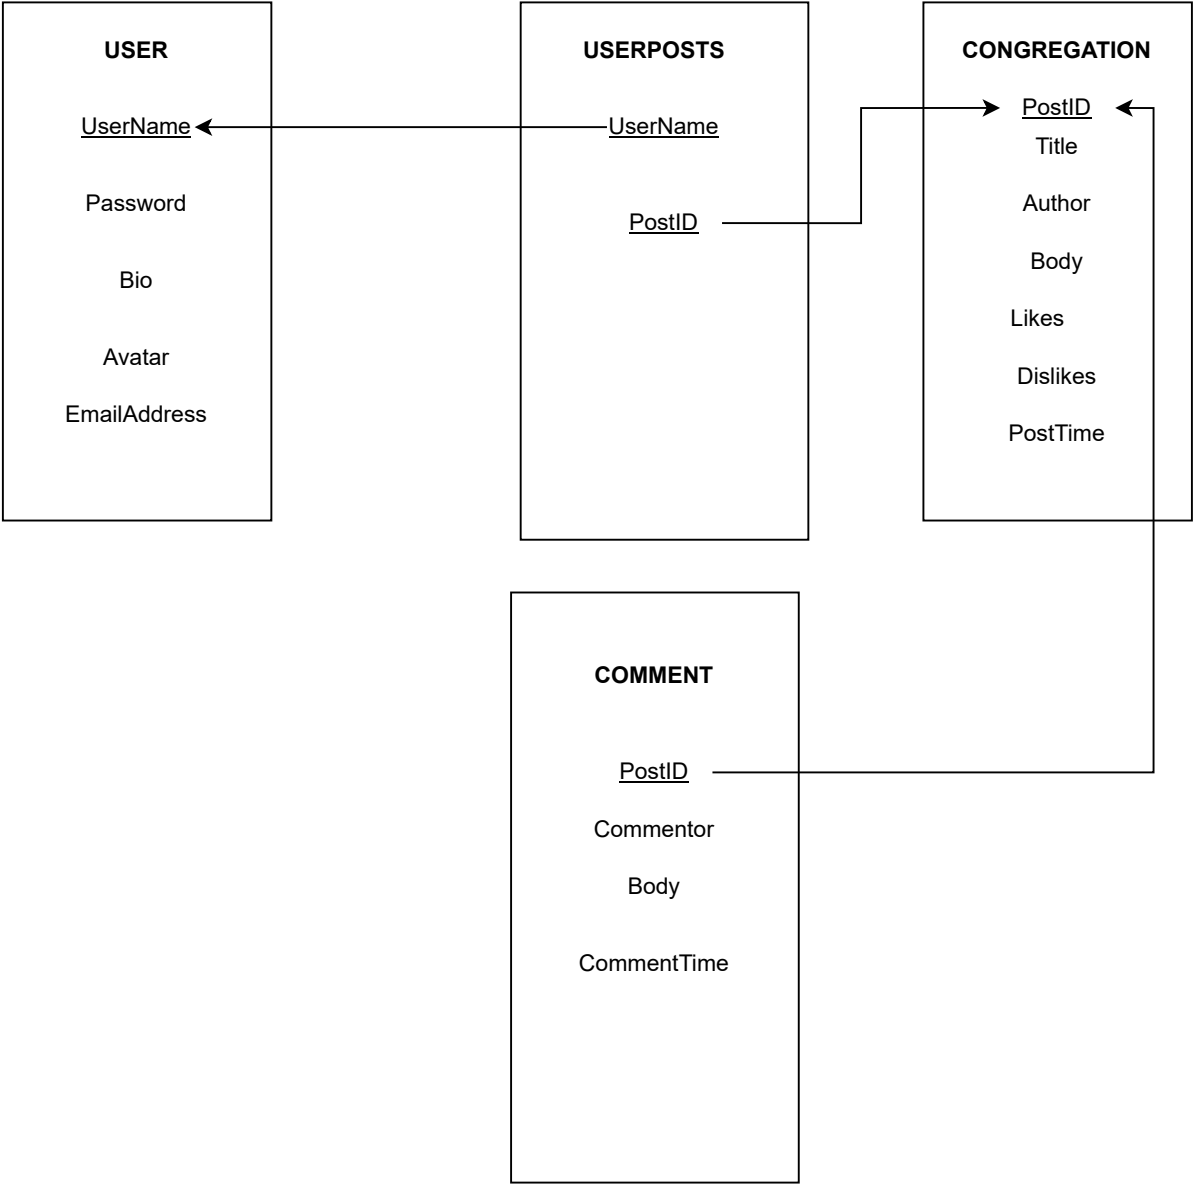 USER
UserName
Password
Bio
Avatar
EmailAddress
USERPOSTS
UserName
PostID
CONGREGATION
PostID
Title
Author
Body
Likes
Dislikes
PostTime
COMMENT
PostID
Commentor
Body
CommentTime